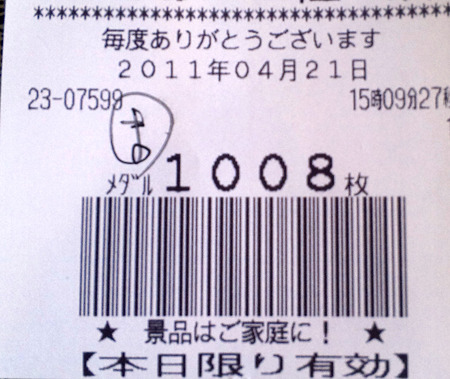 *********************************
毎度ありがとうございます
2011年04月21日
23-07599 15時09分27秒
メダル 1008枚
★ 景品はご家庭に! ★
【本日限り有効】